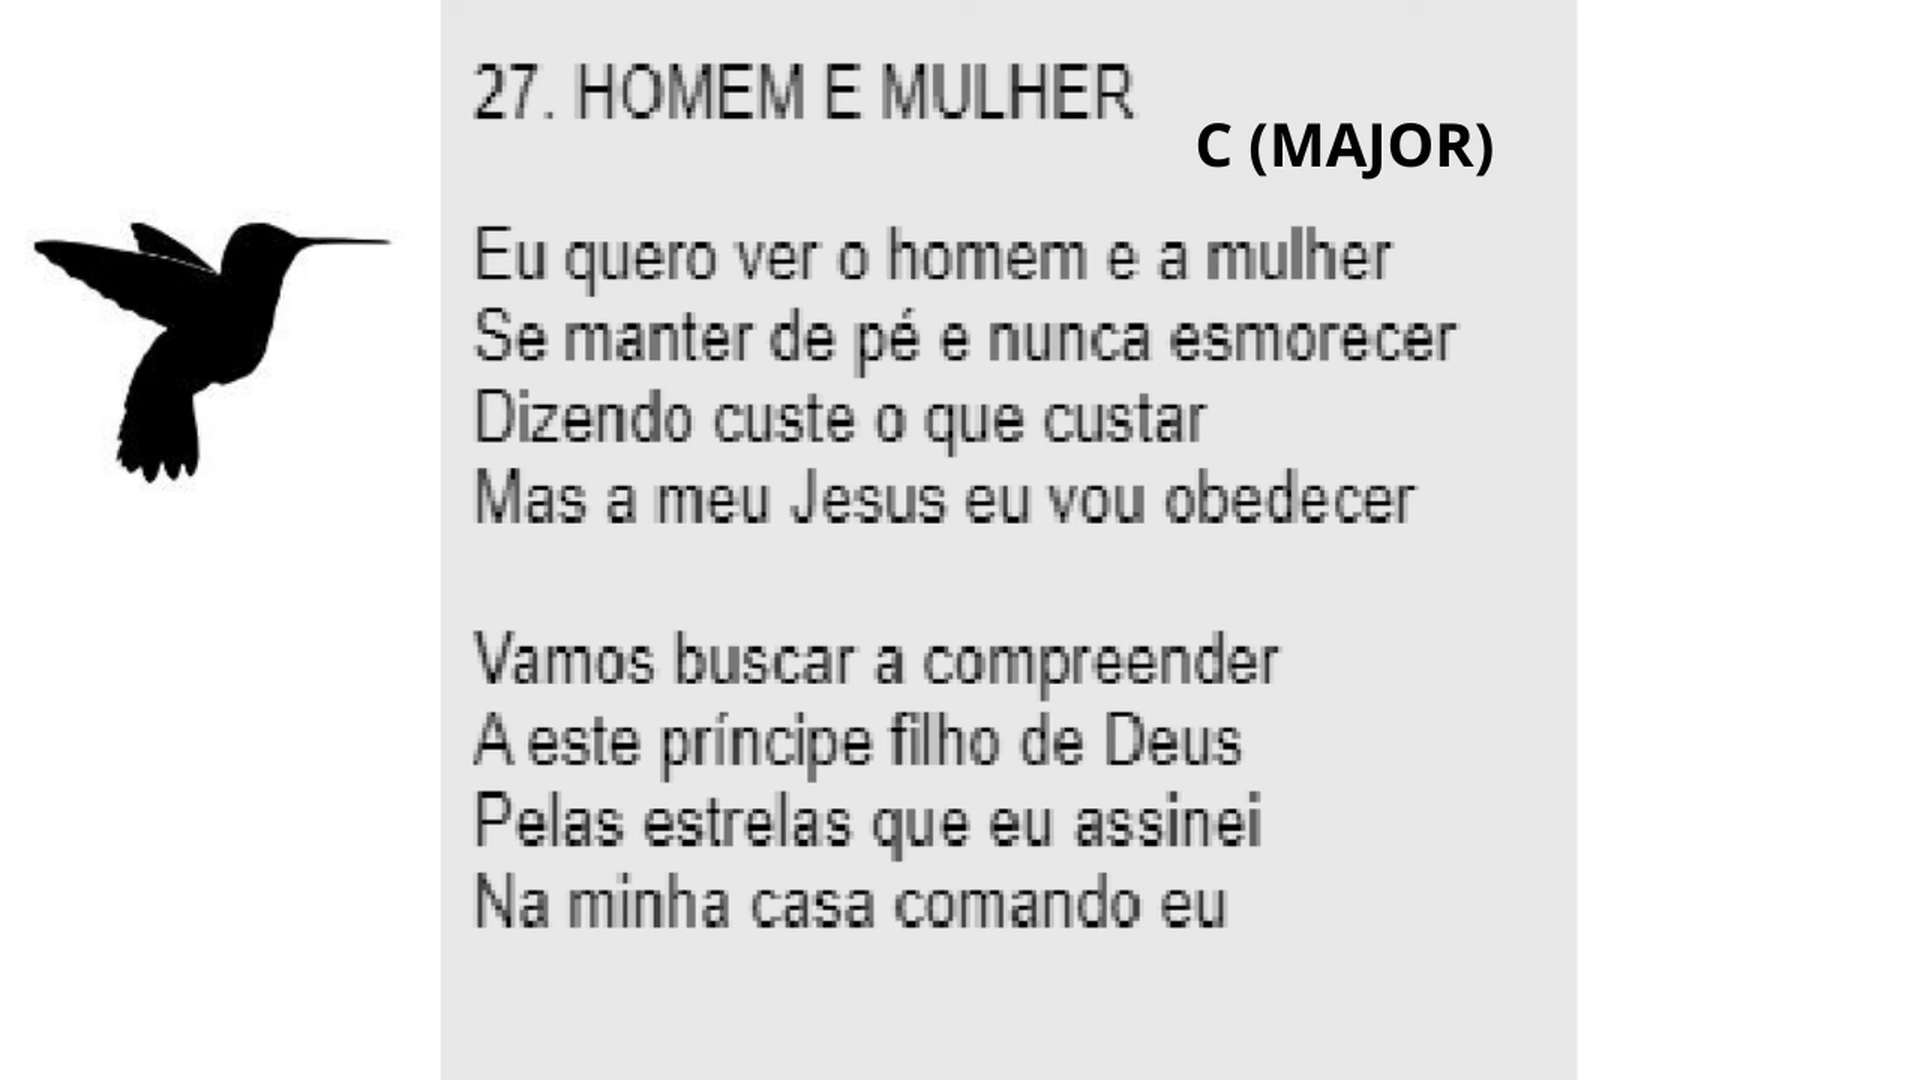 27. HOMEM E MULHER
C (MAJOR)
Eu quero ver o homem e a mulher
Se manter de pé e nunca esmorecer
Dizendo custe o que custar
Mas a meu Jesus eu vou obedecer
Vamos buscar a compreender
A este príncipe filho de Deus
Pelas estrelas que eu assinei
Na minha casa comando eu